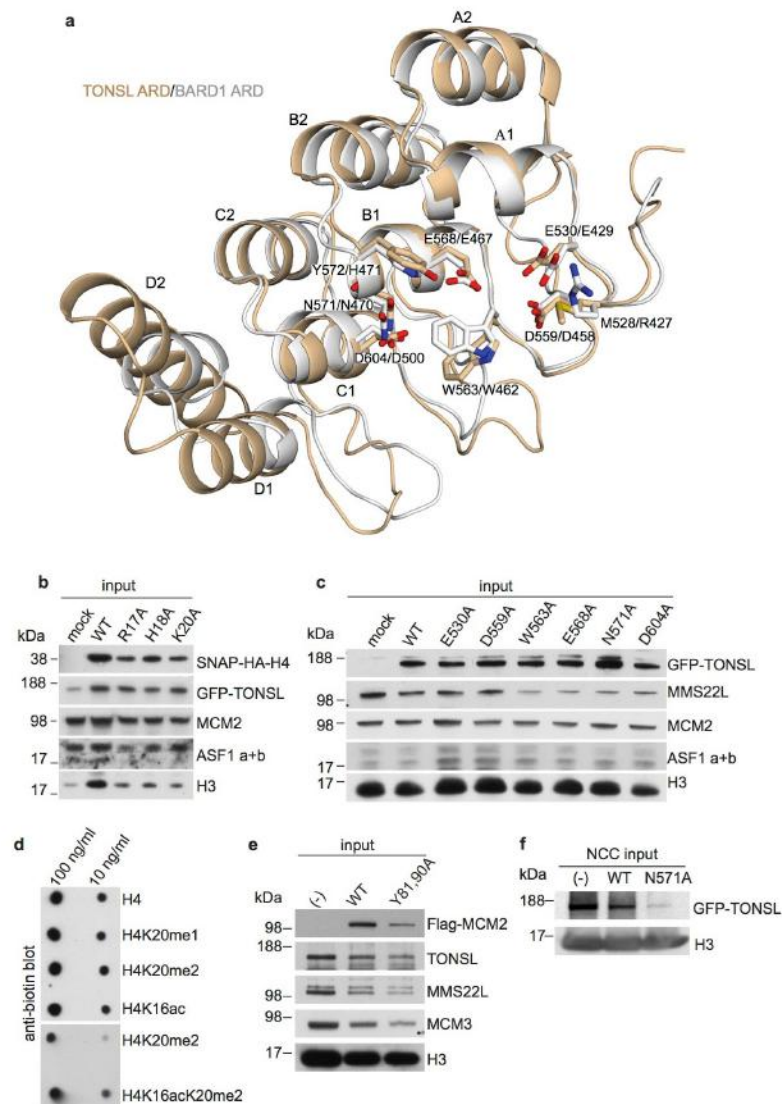 a
TONSL ARD/BARD1 ARD
A2
B2
A1
C2
B1
E568/E467
E530/E429
Y572/H471
D2
N571/N470
M528/R427
D559/D458
D604/D500
W563/W462
C1
D1
b
input
kDa
mock
WT
R17A
H18A
K20A
38
SNAP-HA-H4
188
GFP-TONSL
98
MCM2
ASF1 a+b
17
17
H3
c
input
kDa
mock
WT
E530A
D559A
W563A
E568A
N571A
D604A
188
GFP-TONSL
98
MMS22L
98
MCM2
ASF1 a+b
17
17
H3
d
100 ng/ml
10 ng/ml
anti-biotin blot
H4
H4K20me1
H4K20me2
H4K16ac
H4K20me2
H4K16acK20me2
e
input
kDa
(-)
WT
Y81,90A
98
Flag-MCM2
188
TONSL
98
MMS22L
98
MCM3
17
H3
f
NCC input
kDa
(-) WT N571A
188
GFP-TONSL
17
H3